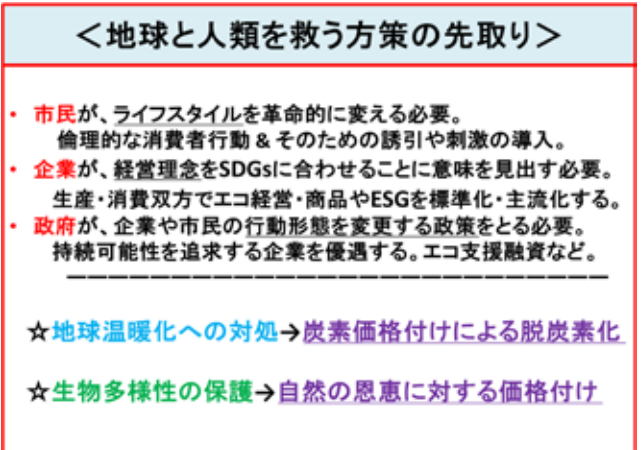 ＜地球と人類を救う方策の先取り＞
• 市民が、ライフスタイルを革命的に変える必要。
倫理的な消費者行動 & そのための誘引や刺激の導入。
• 企業が、経営理念をSDGsに合わせることに意味を見出す必要。
生産・消費双方でエコ経営・商品やESGを標準化・主流化する。
• 政府が、企業や市民の行動形態を変更する政策をとる必要。
持続可能性を追求する企業を優遇する。エコ支援融資など。
☆地球温暖化への対処→炭素価格付けによる脱炭素化
☆生物多様性の保護→自然の恩恵に対する価格付け